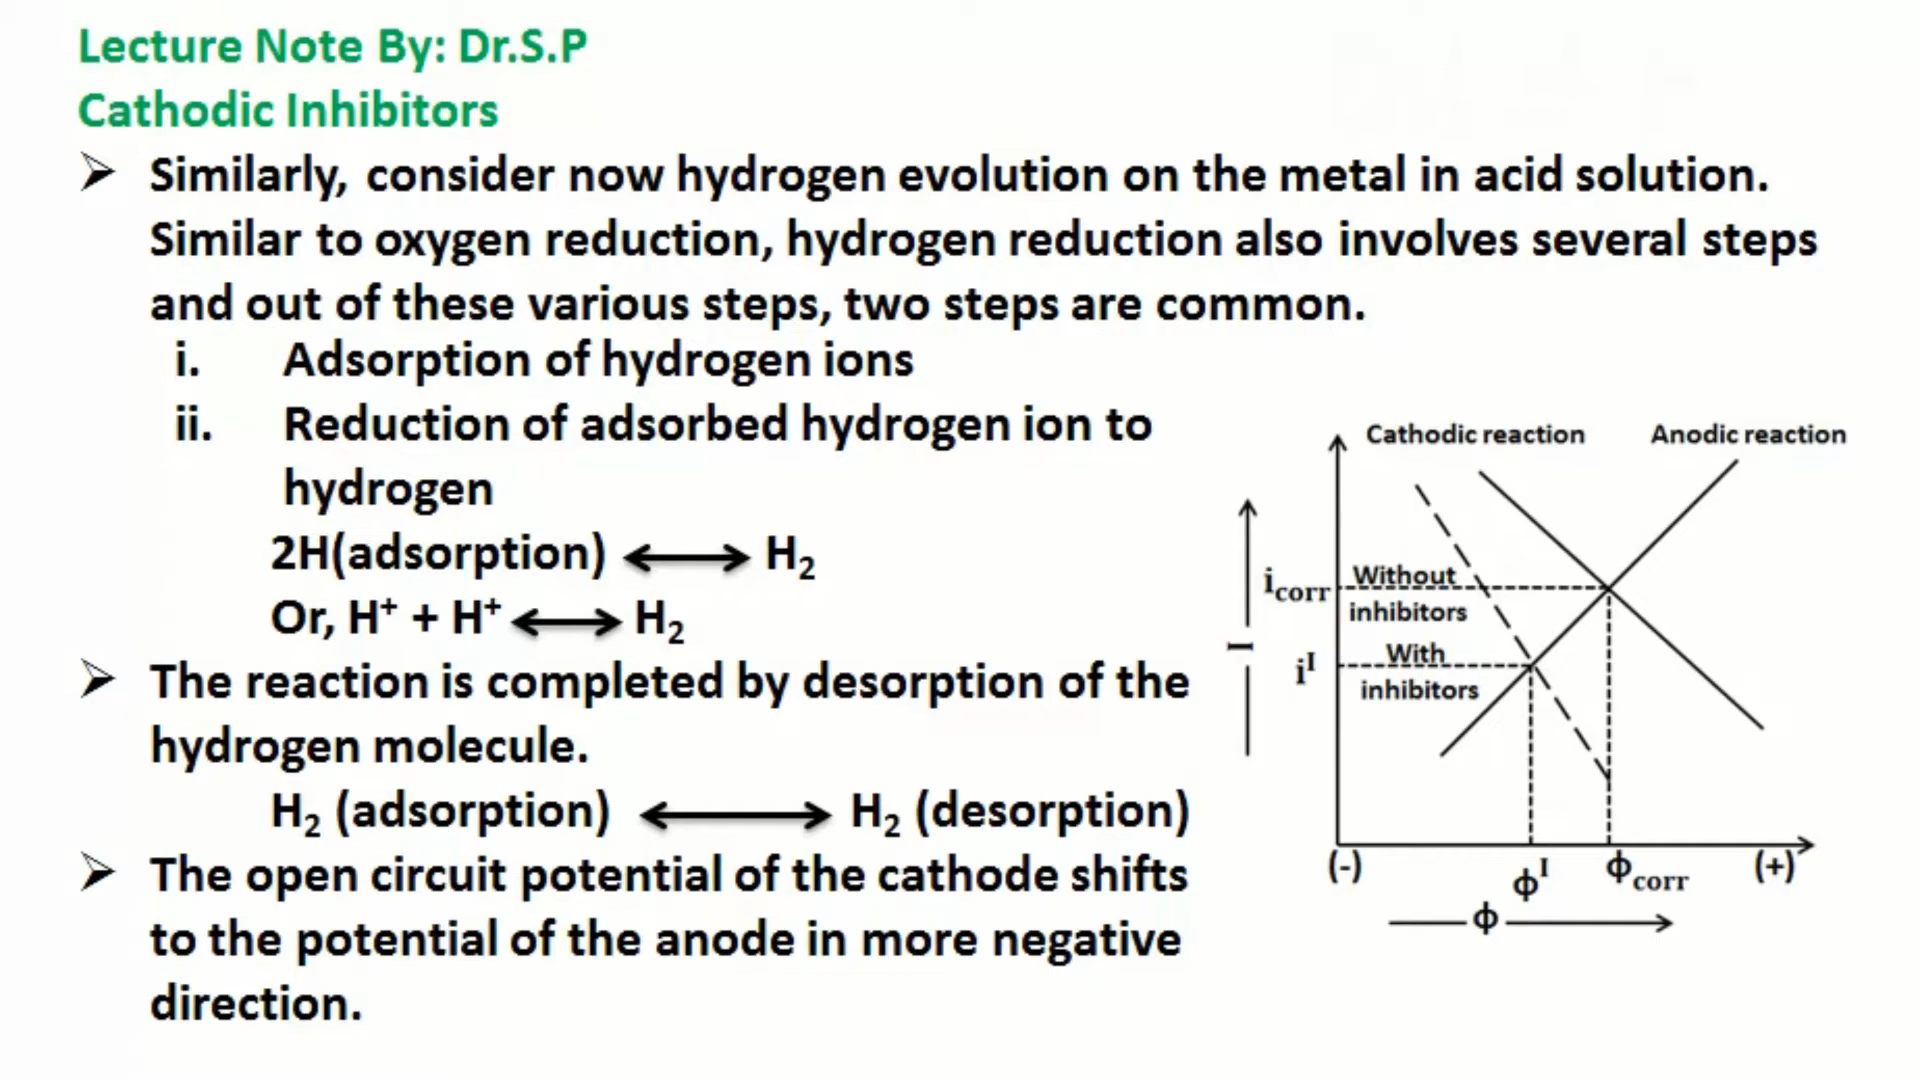 Lecture Note By: Dr.S.P
Cathodic Inhibitors
➢ Similarly, consider now hydrogen evolution on the metal in acid solution.
Similar to oxygen reduction, hydrogen reduction also involves several steps
and out of these various steps, two steps are common.
i. Adsorption of hydrogen ions
ii. Reduction of adsorbed hydrogen ion to
hydrogen
2H(adsorption) ⟷ H₂
Or, H⁺ + H⁺ ⟷ H₂
➢ The reaction is completed by desorption of the
hydrogen molecule.
H₂ (adsorption) ⟷ H₂ (desorption)
➢ The open circuit potential of the cathode shifts
to the potential of the anode in more negative
direction.
Cathodic reaction
Anodic reaction
I
i_corr
Without
inhibitors
iᴵ
With
inhibitors
(-)
ϕᴵ
ϕ_corr
(+)
ϕ